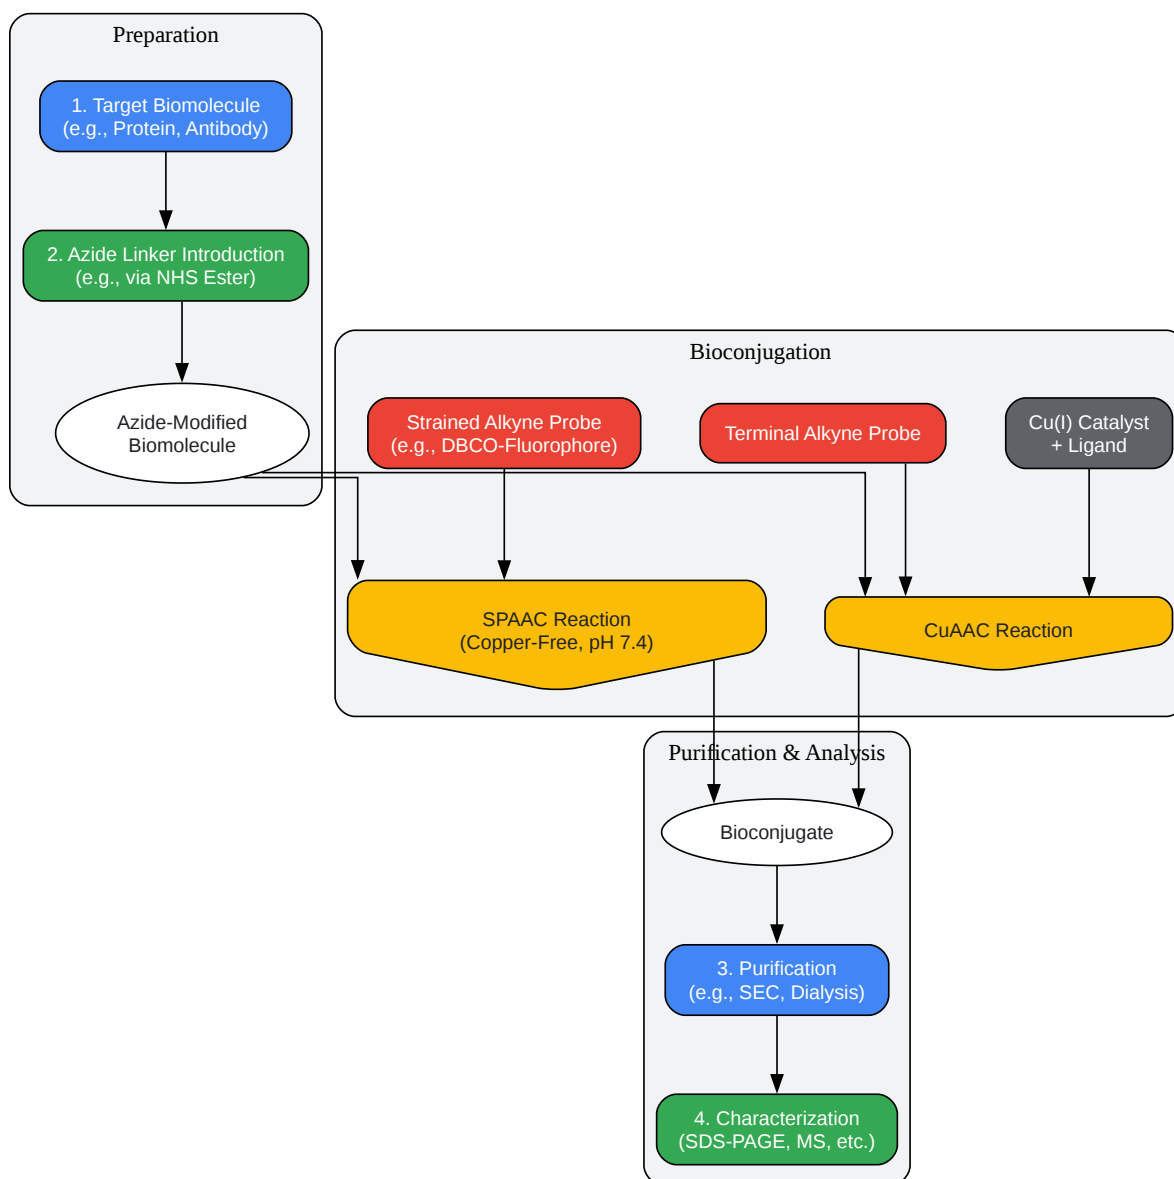 Preparation
1. Target Biomolecule
(e.g., Protein, Antibody)
2. Azide Linker Introduction
(e.g., via NHS Ester)
Azide-Modified
Biomolecule
Bioconjugation
Strained Alkyne Probe
(e.g., DBCO-Fluorophore)
Terminal Alkyne Probe
Cu(I) Catalyst
+ Ligand
SPAAC Reaction
(Copper-Free, pH 7.4)
CuAAC Reaction
Purification & Analysis
Bioconjugate
3. Purification
(e.g., SEC, Dialysis)
4. Characterization
(SDS-PAGE, MS, etc.)